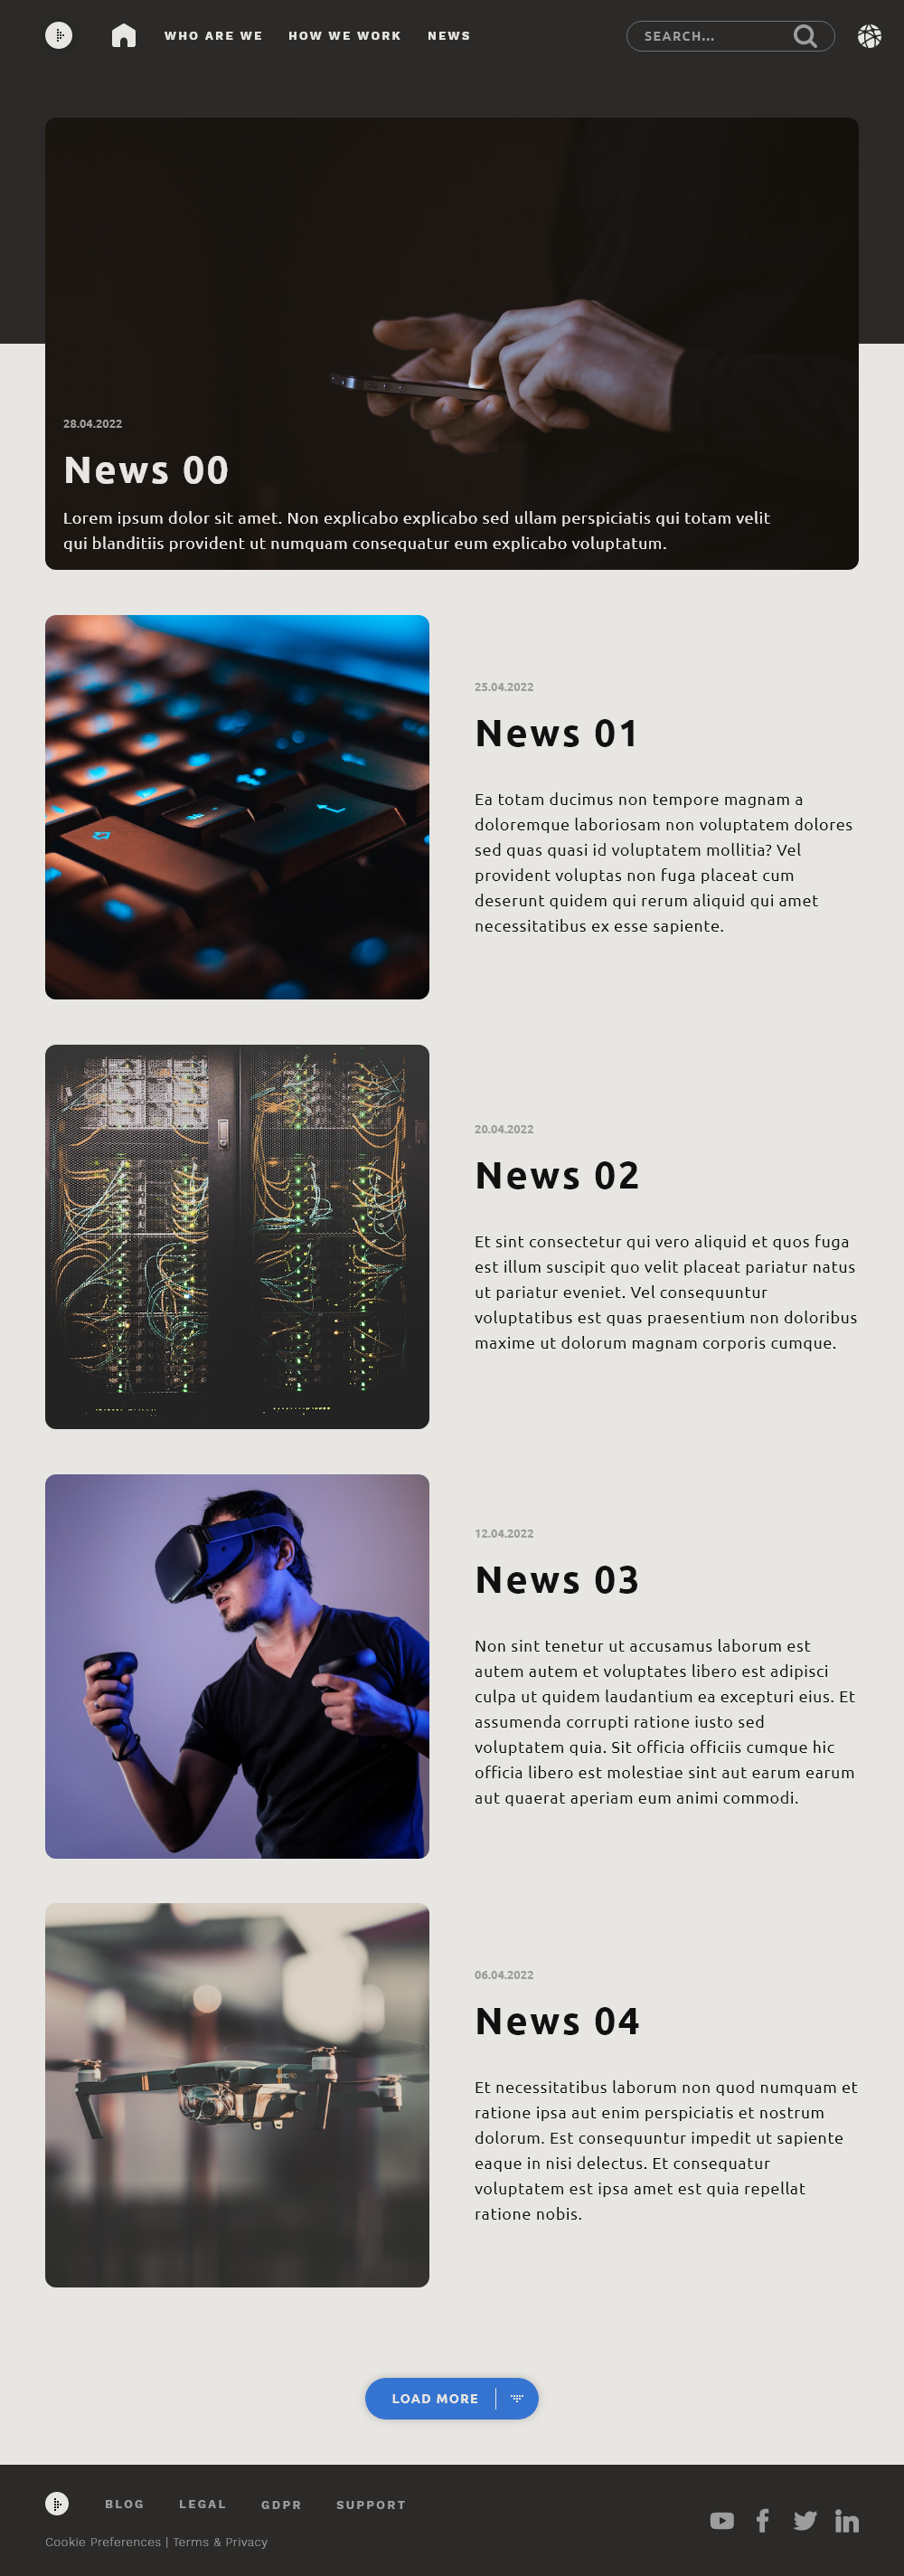 WHO ARE WE HOW WE WORK NEWS SEARCH...
28.04.2022
News 00
Lorem ipsum dolor sit amet. Non explicabo explicabo sed ullam perspiciatis qui totam velit
qui blanditiis provident ut numquam consequatur eum explicabo voluptatum.
25.04.2022
News 01
Ea totam ducimus non tempore magnam a
doloremque laboriosam non voluptatem dolores
sed quas quasi id voluptatem mollitia? Vel
provident voluptas non fuga placeat cum
deserunt quidem qui rerum aliquid qui amet
necessitatibus ex esse sapiente.
20.04.2022
News 02
Et sint consectetur qui vero aliquid et quos fuga
est illum suscipit quo velit placeat pariatur natus
ut pariatur eveniet. Vel consequuntur
voluptatibus est quas praesentium non doloribus
maxime ut dolorum magnam corporis cumque.
12.04.2022
News 03
Non sint tenetur ut accusamus laborum est
autem autem et voluptates libero est adipisci
culpa ut quidem laudantium ea excepturi eius. Et
assumenda corrupti ratione iusto sed
voluptatem quia. Sit officia officiis cumque hic
officia libero est molestiae sint aut earum earum
aut quaerat aperiam eum animi commodi.
06.04.2022
News 04
Et necessitatibus laborum non quod numquam et
ratione ipsa aut enim perspiciatis et nostrum
dolorum. Est consequuntur impedit ut sapiente
eaque in nisi delectus. Et consequatur
voluptatem est ipsa amet est quia repellat
ratione nobis.
LOAD MORE
BLOG LEGAL GDPR SUPPORT
Cookie Preferences | Terms & Privacy